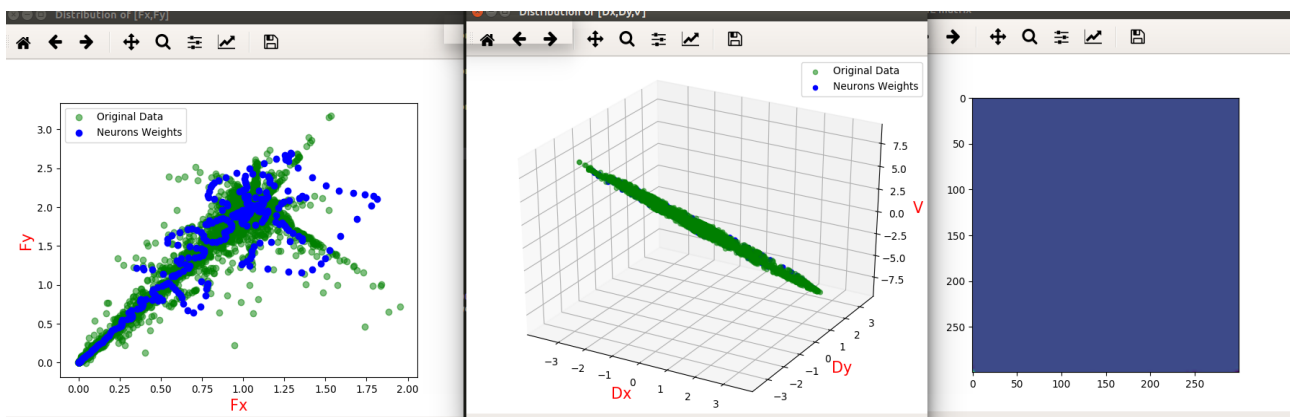 Distribution of [Fx,Fy]
Original Data
Neurons Weights
3.0
2.5
2.0
1.5
1.0
0.5
0.0
Fy
0.00 0.25 0.50 0.75 1.00 1.25 1.50 1.75 2.00
Fx
Distribution of [Dx,Dy,V]
Original Data
Neurons Weights
7.5
5.0
2.5
0.0
−2.5
−5.0
−7.5
V
−3 −2 −1 0 1 2 3
Dx
−3 −2 −1 0 1 2 3
Dy
matrix
0
50
100
150
200
250
0 50 100 150 200 250